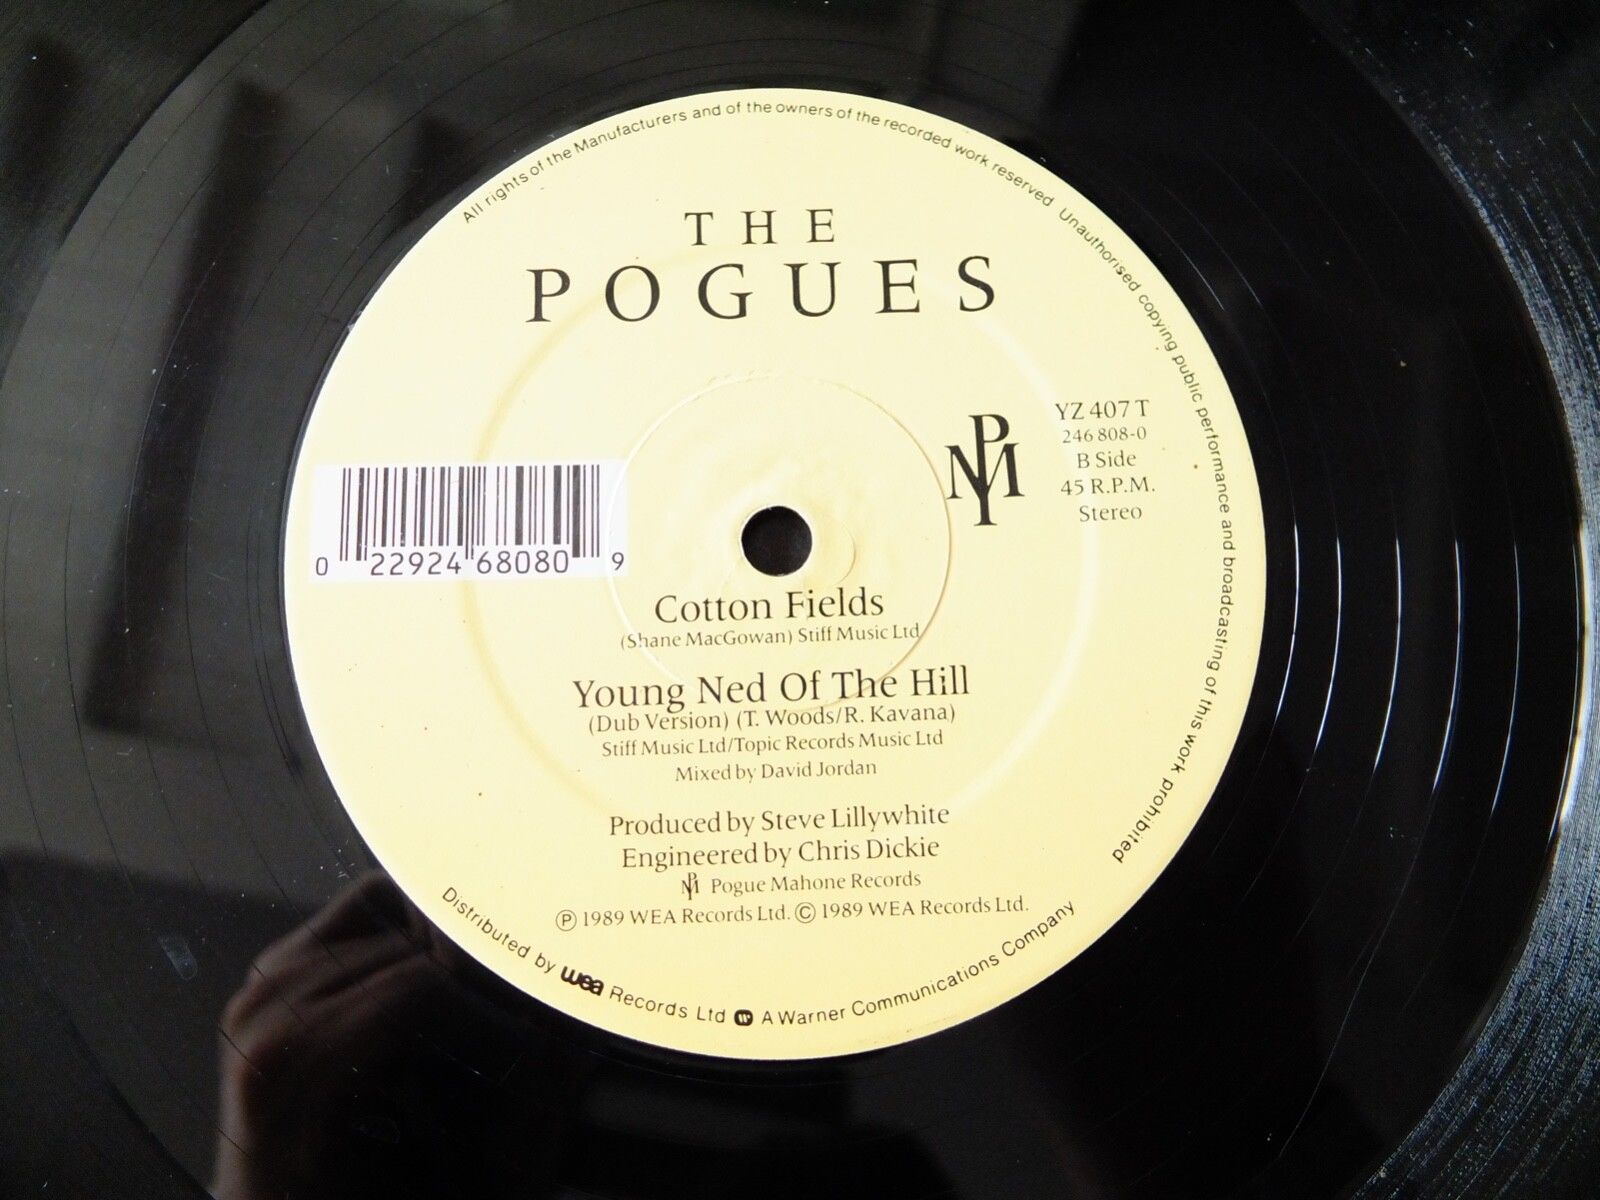 All rights of the Manufacturers and of the owners of the recorded work reserved Unauthorised copying public performance and broadcasting of this work prohibited
THE
POGUES
PMY
YZ 407 T
246 808-0
B Side
45 R.P.M.
Stereo
0 22924 68080 9
Cotton Fields
(Shane MacGowan) Stiff Music Ltd
Young Ned Of The Hill
(Dub Version) (T. Woods/R. Kavana)
Stiff Music Ltd/Topic Records Music Ltd
Mixed by David Jordan
Produced by Steve Lillywhite
Engineered by Chris Dickie
PMY Pogue Mahone Records
Ⓟ 1989 WEA Records Ltd. © 1989 WEA Records Ltd.
Distributed by wea Records Ltd A Warner Communications Company